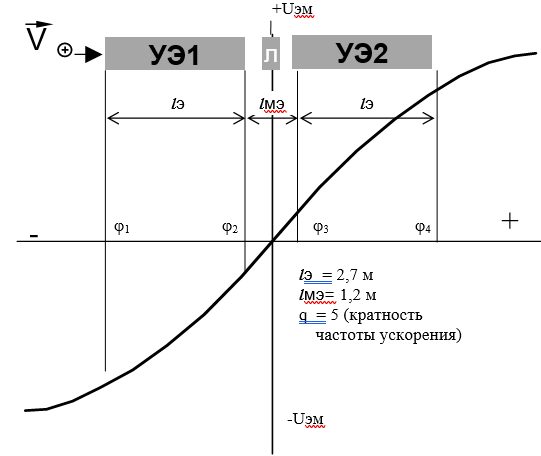 +Uэм
V
+
УЭ1
Л
УЭ2
lэ
lмэ
lэ
-
φ1
φ2
φ3
φ4
+
lэ = 2,7 м
lмэ= 1,2 м
q = 5 (кратность
частоты ускорения)
-Uэм